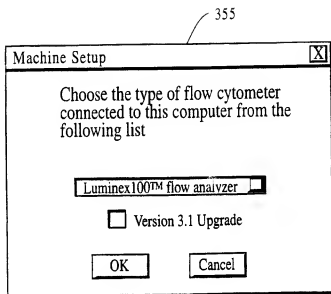 355
Machine Setup X
Choose the type of flow cytometer
connected to this computer from the
following list
Luminex100™ flow analyzer
Version 3.1 Upgrade
OK Cancel